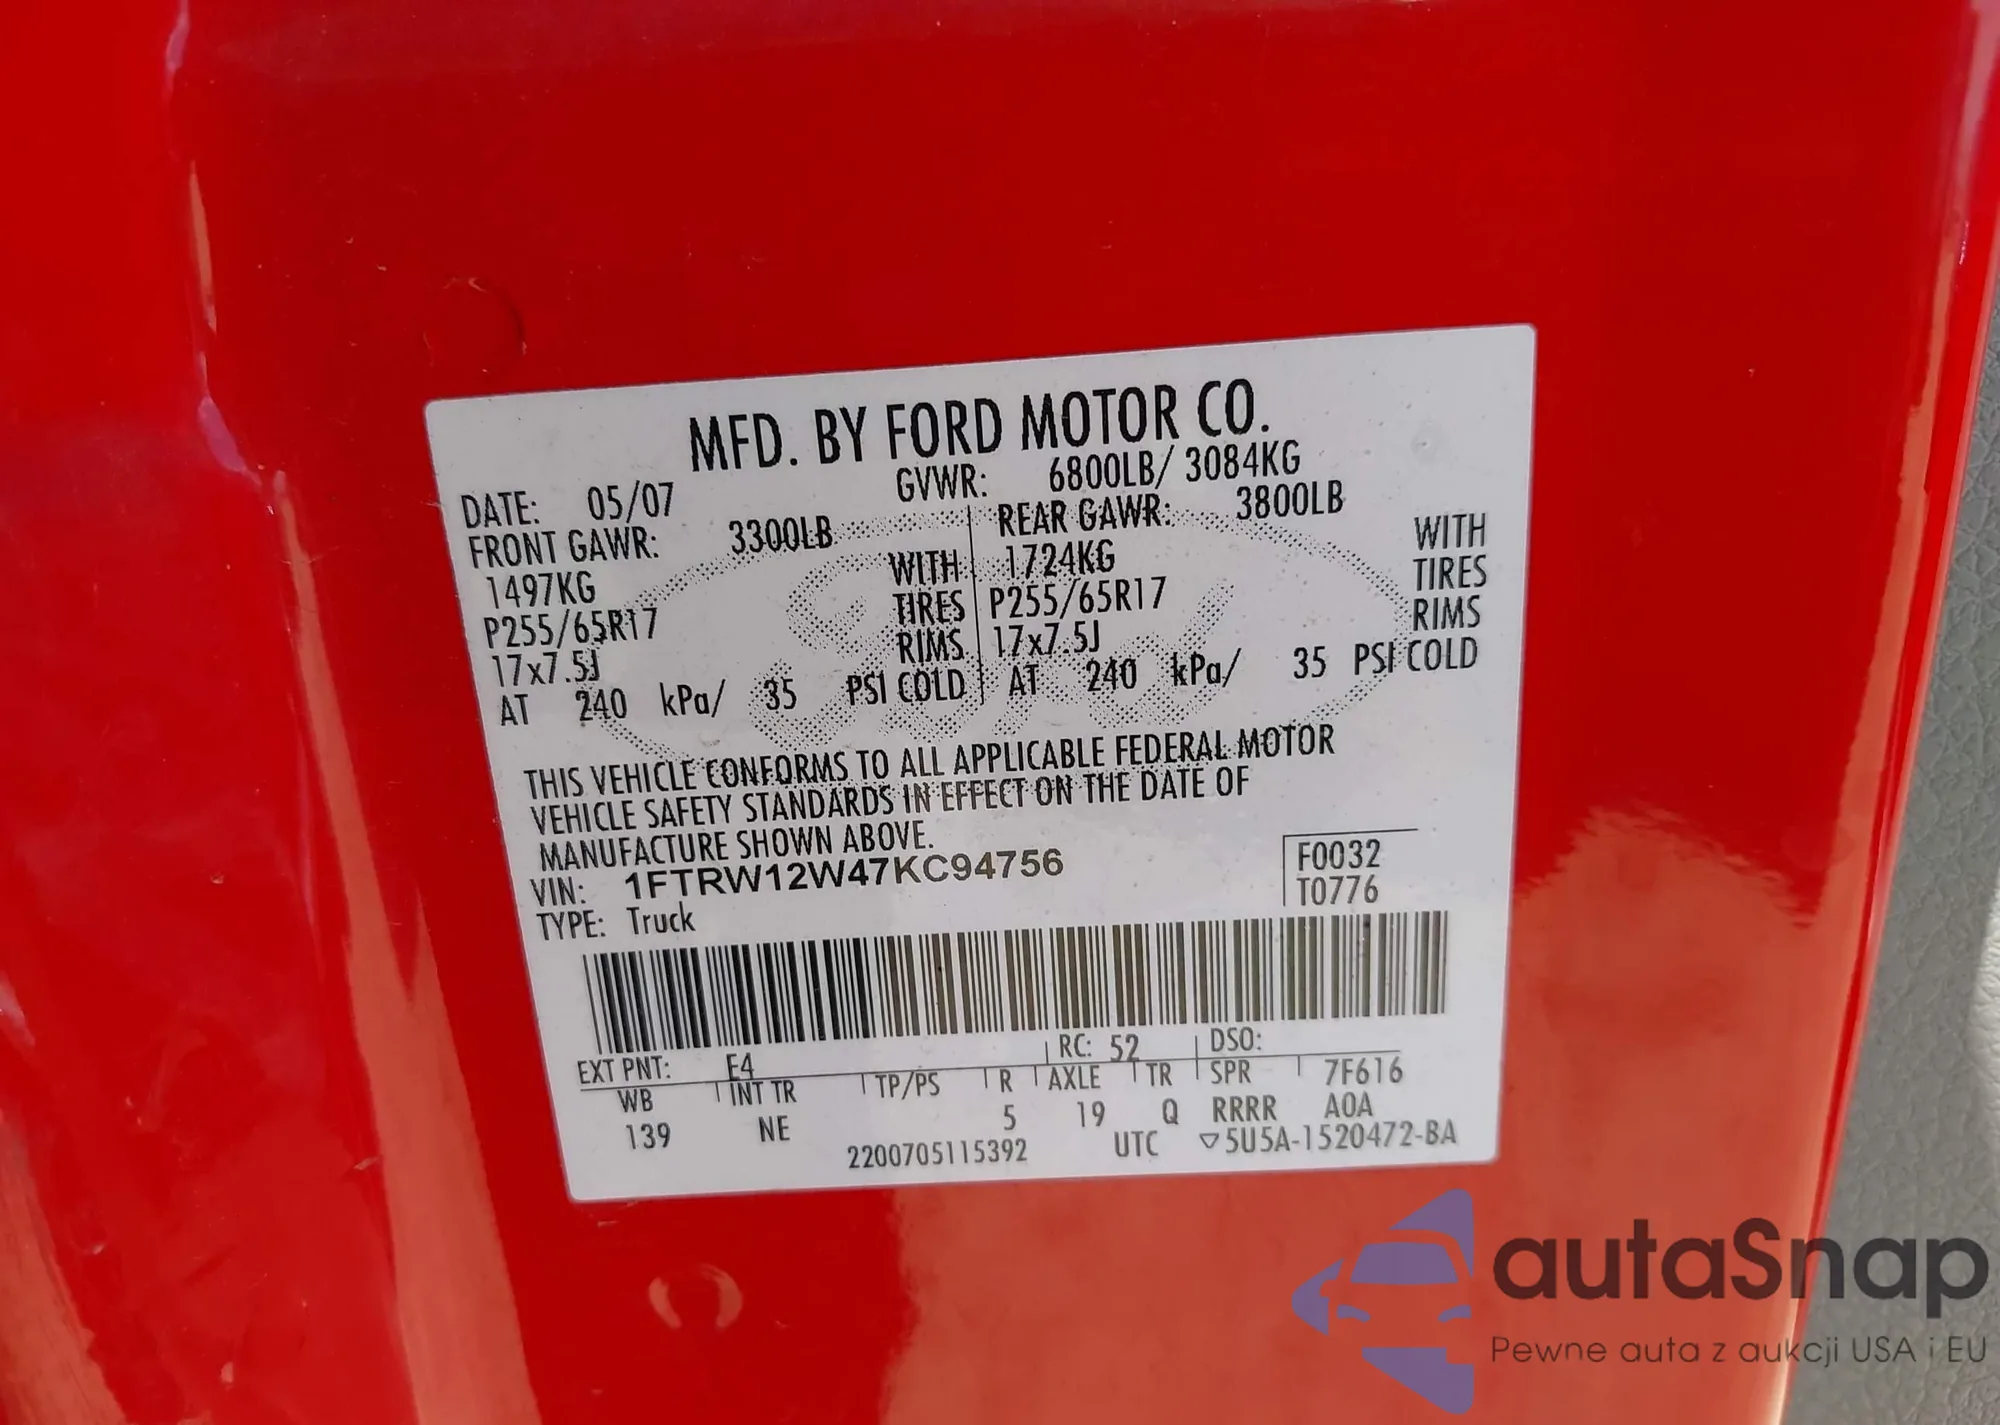 MFD. BY FORD MOTOR CO.
DATE: 05/07 GVWR: 6800LB/ 3084KG
FRONT GAWR: 3300LB REAR GAWR: 3800LB
1497KG WITH 1724KG WITH
P255/65R17 TIRES P255/65R17 TIRES
17x7.5J RIMS 17x7.5J RIMS
AT 240 kPa/ 35 PSI COLD AT 240 kPa/ 35 PSI COLD
THIS VEHICLE CONFORMS TO ALL APPLICABLE FEDERAL MOTOR
VEHICLE SAFETY STANDARDS IN EFFECT ON THE DATE OF
MANUFACTURE SHOWN ABOVE.
VIN: 1FTRW12W47KC94756 F0032
TYPE: Truck T0776
EXT PNT: E4 RC: 52 DSO:
WB INT TR TP/PS R AXLE TR SPR 7F616
139 NE 5 19 Q RRRR A0A
2200705115392 UTC ▽5U5A-1520472-BA
autaSnap
Pewne auta z aukcji USA i EU